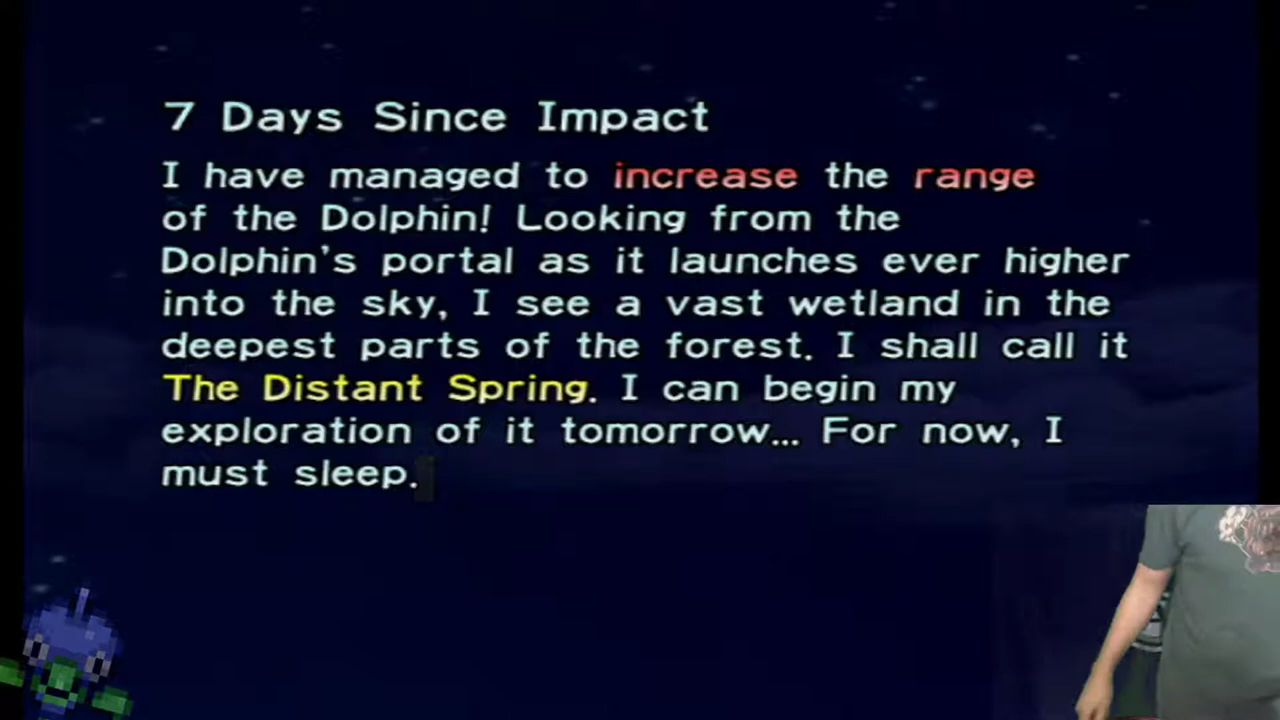 7 Days Since Impact
I have managed to increase the range
of the Dolphin! Looking from the
Dolphin's portal as it launches ever higher
into the sky, I see a vast wetland in the
deepest parts of the forest. I shall call it
The Distant Spring. I can begin my
exploration of it tomorrow... For now, I
must sleep.